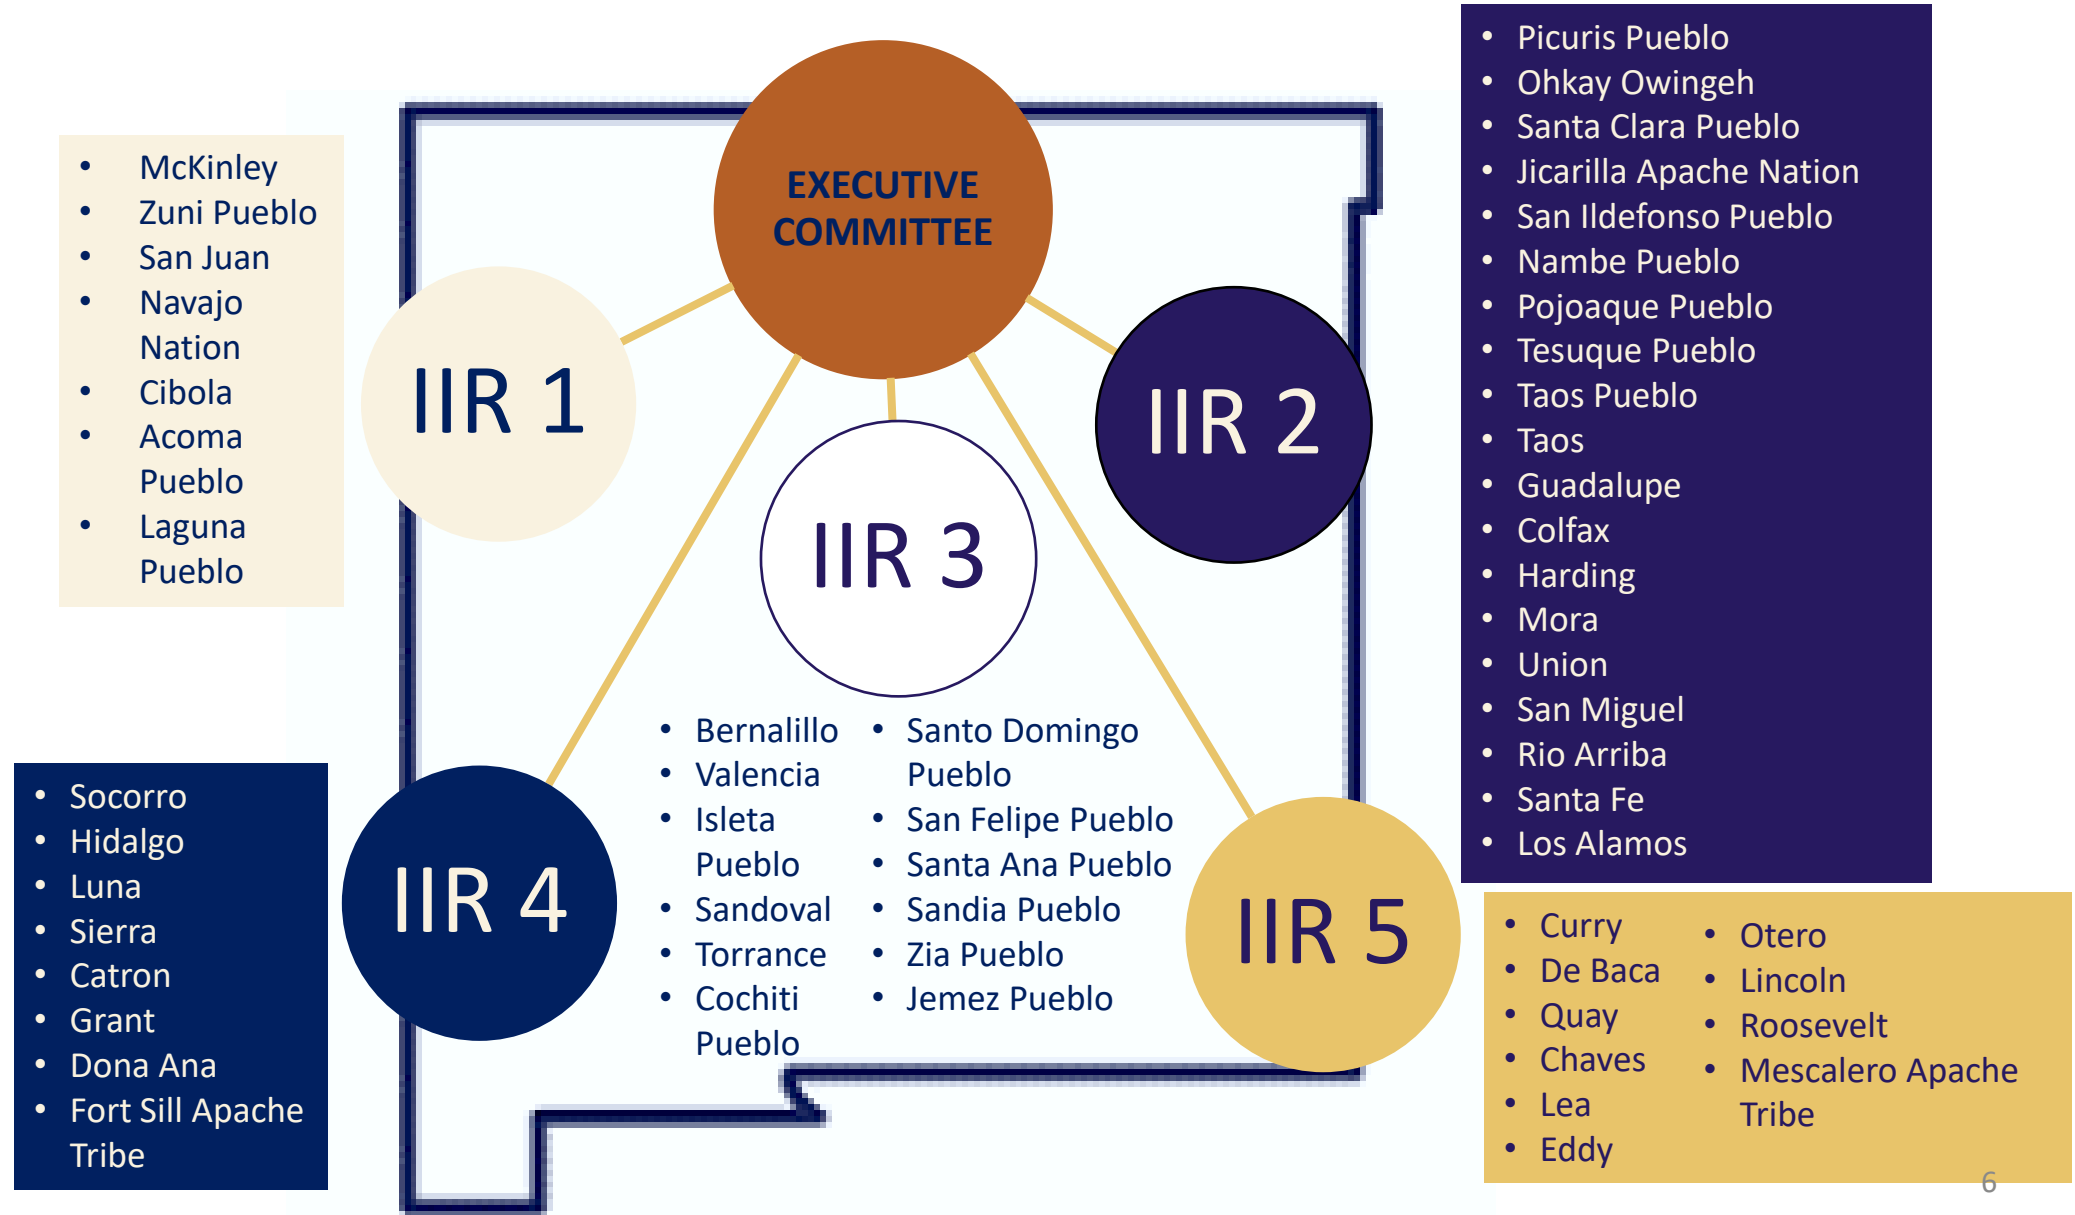 EXECUTIVE
COMMITTEE
IIR 1
• McKinley
• Zuni Pueblo
• San Juan
• Navajo
Nation
• Cibola
• Acoma
Pueblo
• Laguna
Pueblo
IIR 2
• Picuris Pueblo
• Ohkay Owingeh
• Santa Clara Pueblo
• Jicarilla Apache Nation
• San Ildefonso Pueblo
• Nambe Pueblo
• Pojoaque Pueblo
• Tesuque Pueblo
• Taos Pueblo
• Taos
• Guadalupe
• Colfax
• Harding
• Mora
• Union
• San Miguel
• Rio Arriba
• Santa Fe
• Los Alamos
IIR 3
• Bernalillo
• Valencia
• Isleta
Pueblo
• Sandoval
• Torrance
• Cochiti
Pueblo
• Santo Domingo
Pueblo
• San Felipe Pueblo
• Santa Ana Pueblo
• Sandia Pueblo
• Zia Pueblo
• Jemez Pueblo
IIR 4
• Socorro
• Hidalgo
• Luna
• Sierra
• Catron
• Grant
• Dona Ana
• Fort Sill Apache
Tribe
IIR 5
• Curry
• De Baca
• Quay
• Chaves
• Lea
• Eddy
• Otero
• Lincoln
• Roosevelt
• Mescalero Apache
Tribe
6